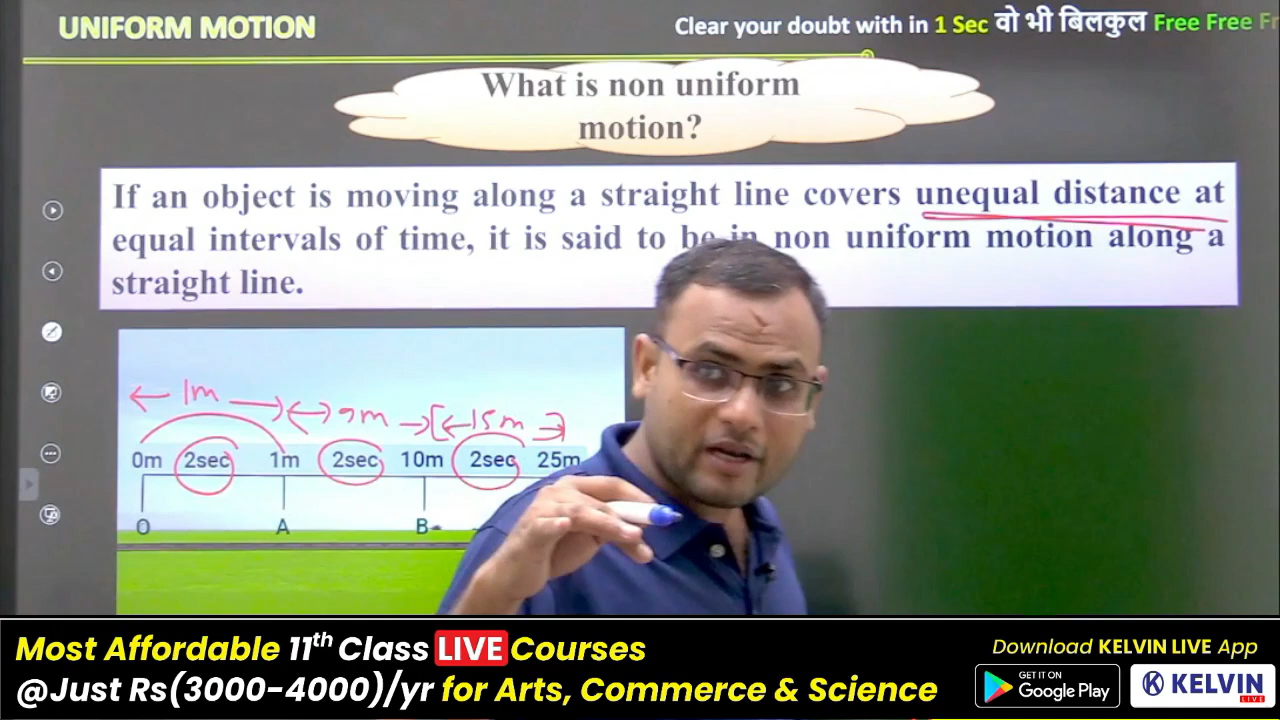 UNIFORM MOTION
Clear your doubt with in 1 Sec वो भी बिलकुल Free Free Fr
What is non uniform
motion?
If an object is moving along a straight line covers unequal distance at
equal intervals of time, it is said to be in non uniform motion along a
straight line.
1m 9m 15m
0m 2sec 1m 2sec 10m 2sec 25m
O A B
Most Affordable 11th Class LIVE Courses
@Just Rs(3000-4000)/yr for Arts, Commerce & Science
Download KELVIN LIVE App
GET IT ON
Google Play
KELVIN
LIVE